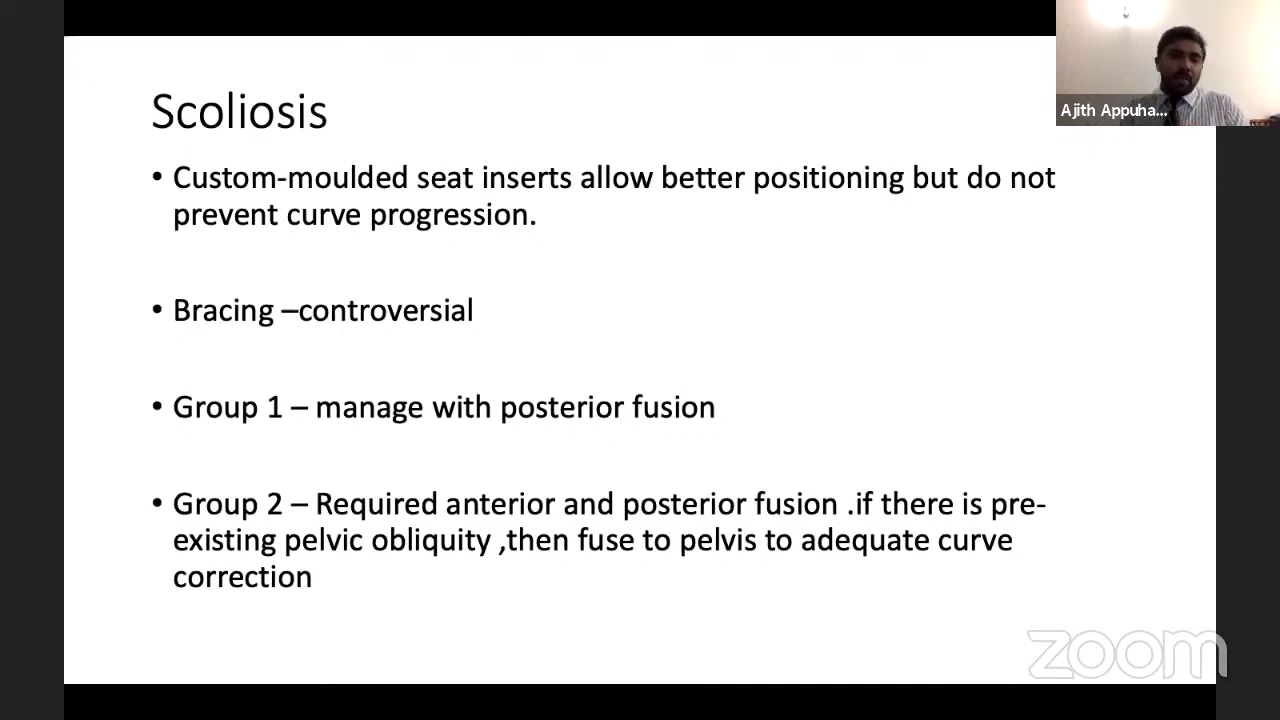 Scoliosis
• Custom-moulded seat inserts allow better positioning but do not
prevent curve progression.
• Bracing –controversial
• Group 1 – manage with posterior fusion
• Group 2 – Required anterior and posterior fusion .if there is pre-
existing pelvic obliquity ,then fuse to pelvis to adequate curve
correction
Ajith Appuha...
zoom